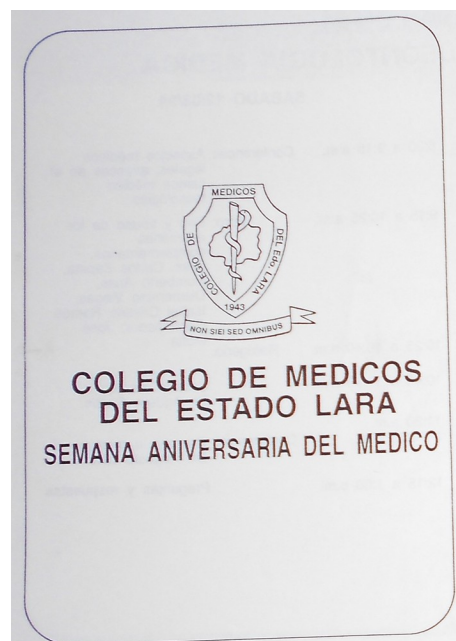 COLEGIO DE MEDICOS DEL Edo. LARA
1943
NON SIEI SED OMNIBUS
COLEGIO DE MEDICOS
DEL ESTADO LARA
SEMANA ANIVERSARIA DEL MEDICO